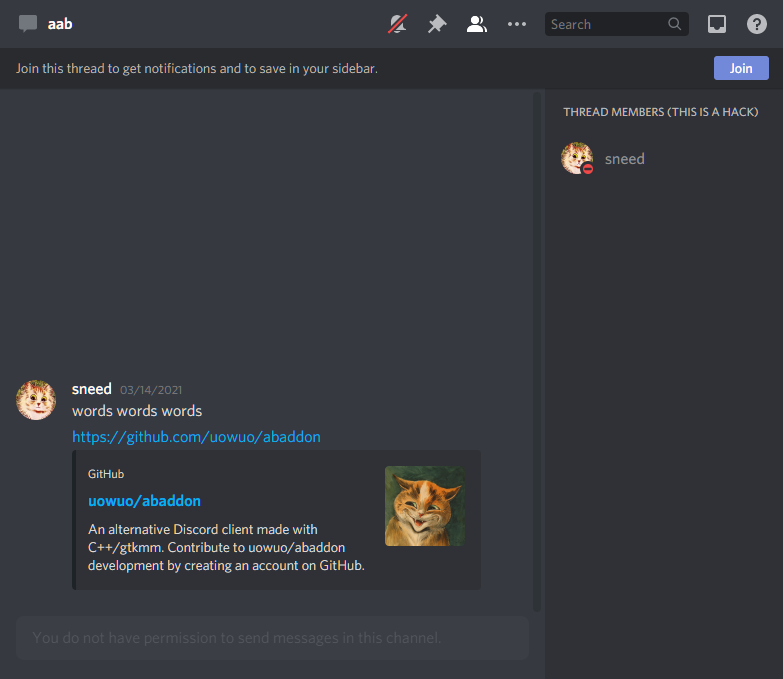 aab
Search
Join this thread to get notifications and to save in your sidebar.
Join
THREAD MEMBERS (THIS IS A HACK)
sneed
sneed 03/14/2021
words words words
https://github.com/uowuo/abaddon
GitHub
uowuo/abaddon
An alternative Discord client made with
C++/gtkmm. Contribute to uowuo/abaddon
development by creating an account on GitHub.
You do not have permission to send messages in this channel.